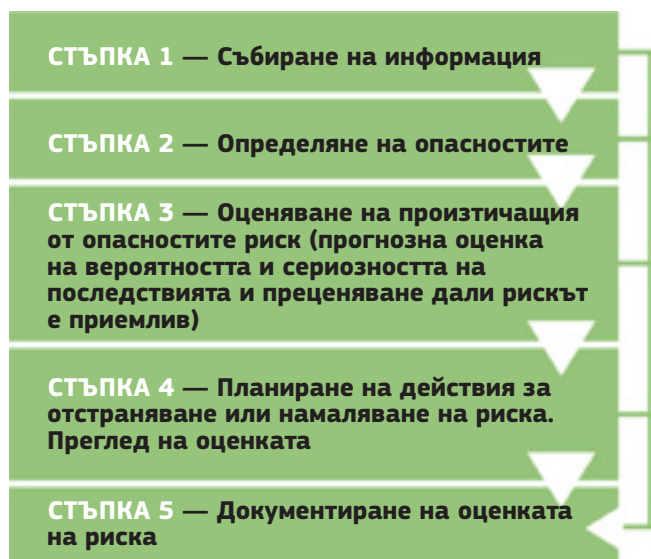 СТЪПКА 1 — Събиране на информация
СТЪПКА 2 — Определяне на опасностите
СТЪПКА 3 — Оценяване на произтичащия
от опасностите риск (прогнозна оценка
на вероятността и сериозността на
последствията и преценяване дали рискът
е приемлив)
СТЪПКА 4 — Планиране на действия за
отстраняване или намаляване на риска.
Преглед на оценката
СТЪПКА 5 — Документиране на оценката
на риска